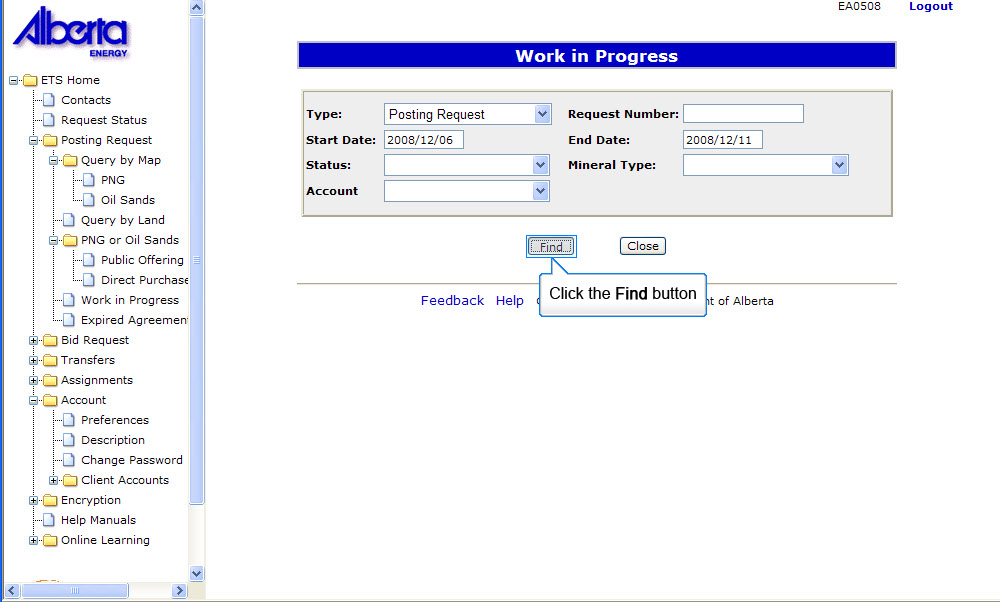 Alberta
ENERGY
EA0508 Logout
ETS Home
Contacts
Request Status
Posting Request
Query by Map
PNG
Oil Sands
Query by Land
PNG or Oil Sands
Public Offering
Direct Purchase
Work in Progress
Expired Agreemen
Bid Request
Transfers
Assignments
Account
Preferences
Description
Change Password
Client Accounts
Encryption
Help Manuals
Online Learning
Work in Progress
Type: Posting Request Request Number:
Start Date: 2008/12/06 End Date: 2008/12/11
Status: Mineral Type:
Account
Find Close
Click the Find button
Feedback Help nt of Alberta